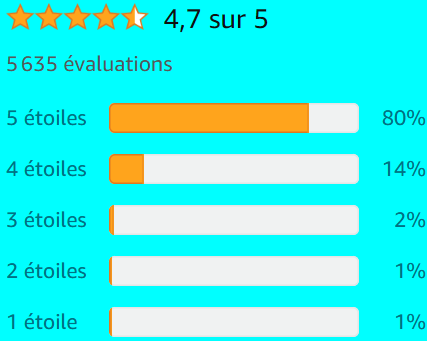 4,7 sur 5
5 635 évaluations
5 étoiles 80%
4 étoiles 14%
3 étoiles 2%
2 étoiles 1%
1 étoile 1%